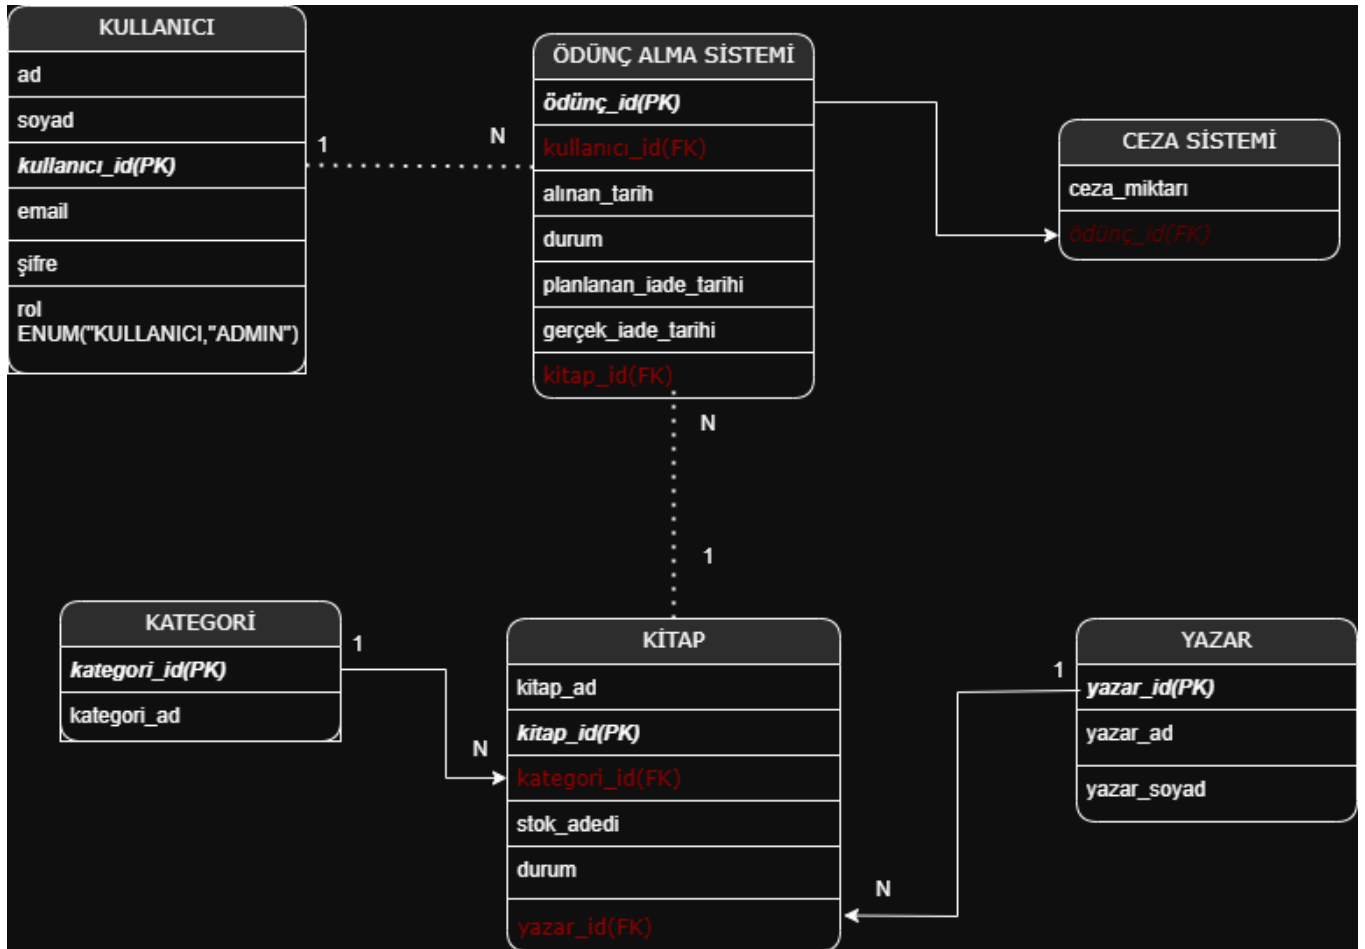 KULLANICI
ad
soyad
kullanıcı_id(PK)
email
şifre
rol
ENUM("KULLANICI,"ADMIN")
1
N
ÖDÜNÇ ALMA SİSTEMİ
ödünç_id(PK)
kullanıcı_id(FK)
alınan_tarih
durum
planlanan_iade_tarihi
gerçek_iade_tarihi
kitap_id(FK)
CEZA SİSTEMİ
ceza_miktarı
ödünç_id(FK)
N
1
KATEGORİ
kategori_id(PK)
kategori_ad
1
N
KİTAP
kitap_ad
kitap_id(PK)
kategori_id(FK)
stok_adedi
durum
yazar_id(FK)
1
N
YAZAR
yazar_id(PK)
yazar_ad
yazar_soyad